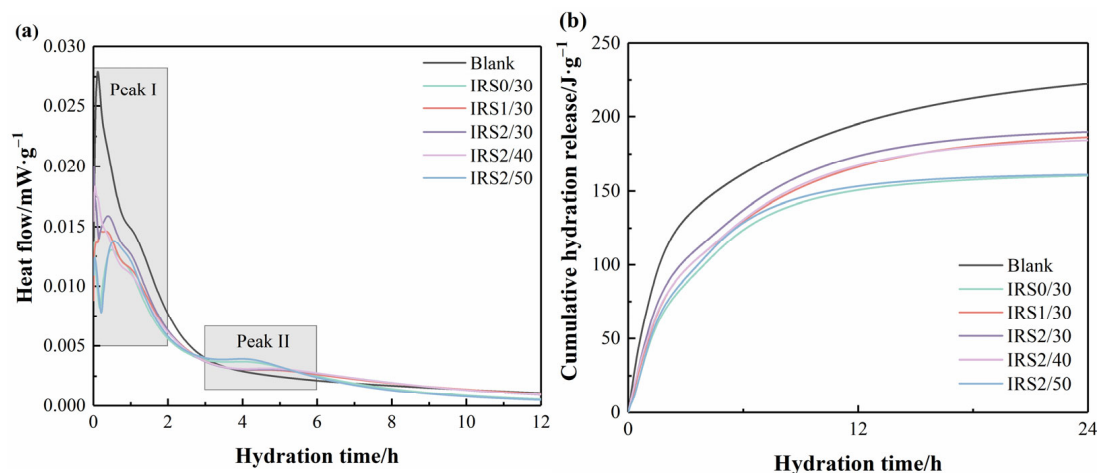 (a)
0.030
0.025
0.020
0.015
0.010
0.005
0.000
Heat flow/mW·g⁻¹
Peak I
Peak II
Blank
IRS0/30
IRS1/30
IRS2/30
IRS2/40
IRS2/50
0 2 4 6 8 10 12
Hydration time/h
(b)
250
200
150
100
50
0
Cumulative hydration release/J·g⁻¹
Blank
IRS0/30
IRS1/30
IRS2/30
IRS2/40
IRS2/50
0 12 24
Hydration time/h